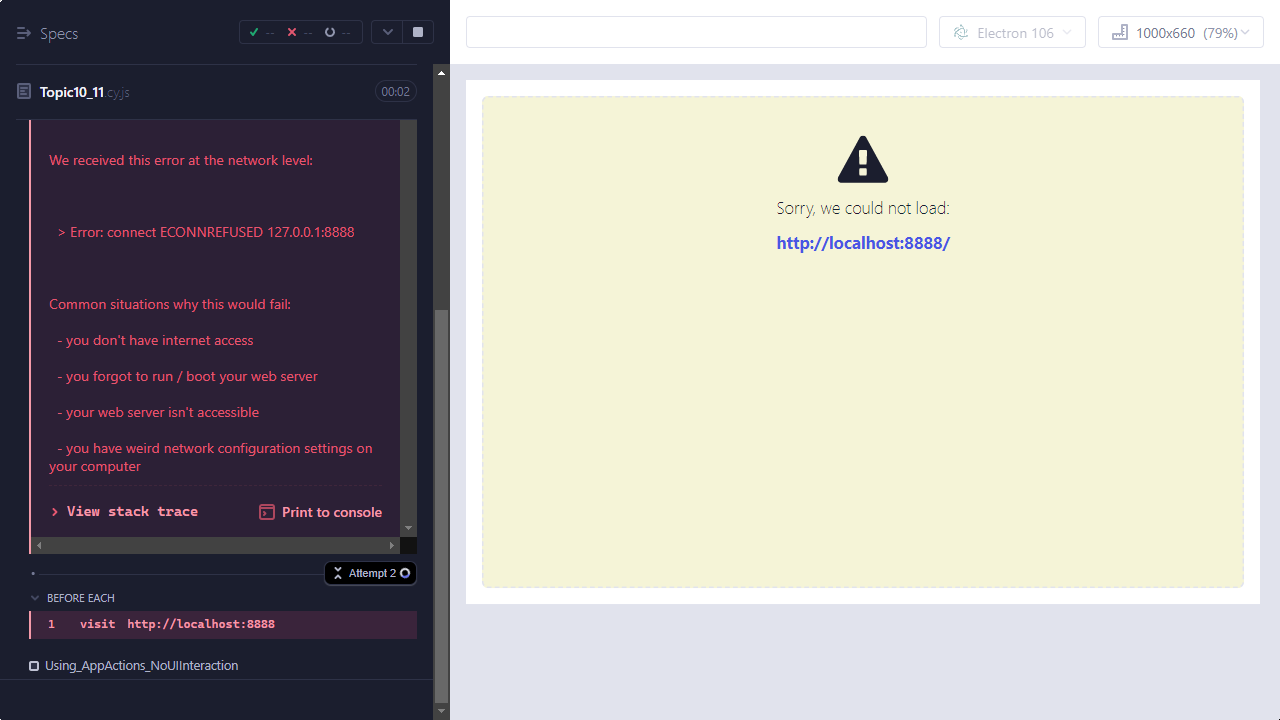 Specs
-- -- --
Electron 106
1000x660 (79%)
Topic10_11.cy.js
00:02
We received this error at the network level:
> Error: connect ECONNREFUSED 127.0.0.1:8888
Common situations why this would fail:
- you don't have internet access
- you forgot to run / boot your web server
- your web server isn't accessible
- you have weird network configuration settings on
your computer
> View stack trace
Print to console
Attempt 2
BEFORE EACH
1 visit http://localhost:8888
Using_AppActions_NoUIInteraction
Sorry, we could not load:
http://localhost:8888/